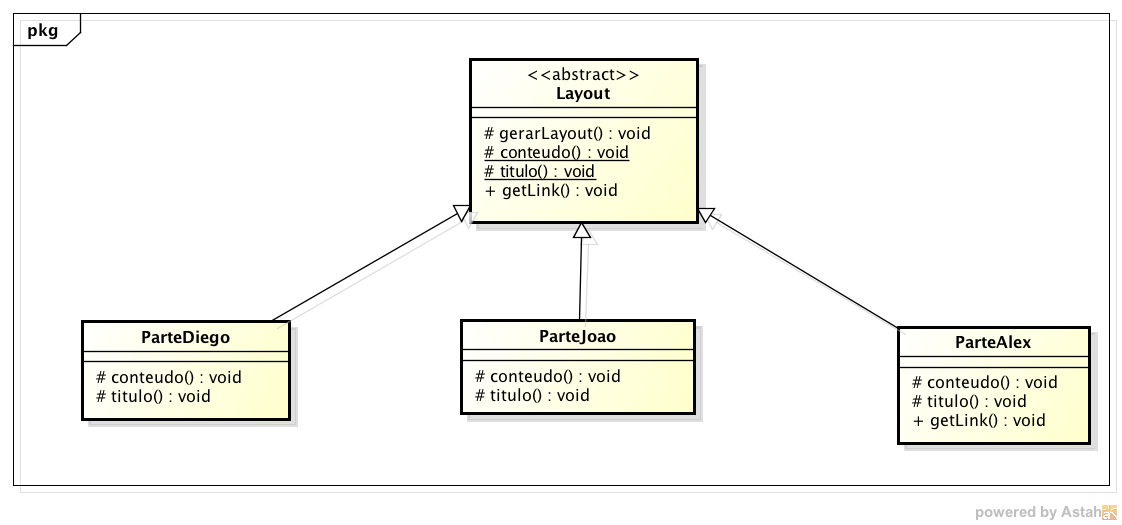 pkg
<<abstract>>
Layout
# gerarLayout() : void
# conteudo() : void
# titulo() : void
+ getLink() : void
ParteDiego
# conteudo() : void
# titulo() : void
ParteJoao
# conteudo() : void
# titulo() : void
ParteAlex
# conteudo() : void
# titulo() : void
+ getLink() : void
powered by Astah